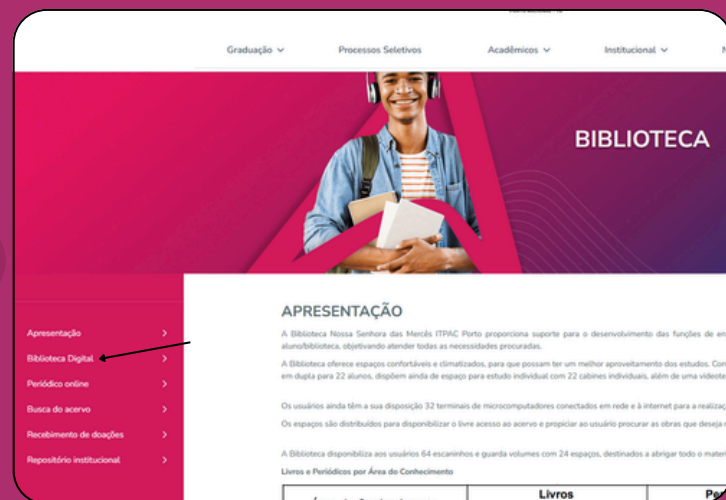 Graduação
Processos Seletivos
Acadêmicos
Institucional
BIBLIOTECA
Apresentação
Biblioteca Digital
Periódico online
Busca do acervo
Recebimento de doações
Repositório institucional
APRESENTAÇÃO
A Biblioteca Nossa Senhora das Mercês ITPAC Porto proporciona suporte para o desenvolvimento das funções de en
aluno/biblioteca, objetivando atender todas as necessidades procuradas.
A Biblioteca oferece espaços confortáveis e climatizados, para que possam ter um melhor aproveitamento dos estudos. Con
em dupla para 22 alunos, dispõem ainda de espaço para estudo individual com 22 cabines individuais, além de uma videote
Os usuários ainda têm a sua disposição 32 terminais de microcomputadores conectados em rede e à internet para a realizaç
Os espaços são distribuídos para disponibilizar o livre acesso ao acervo e propiciar ao usuário procurar as obras que deseja
A Biblioteca disponibiliza aos usuários 64 escaninhos e guarda volumes com 24 espaços, destinados a abrigar todo o materi
Livros e Periódicos por Área do Conhecimento
Livros